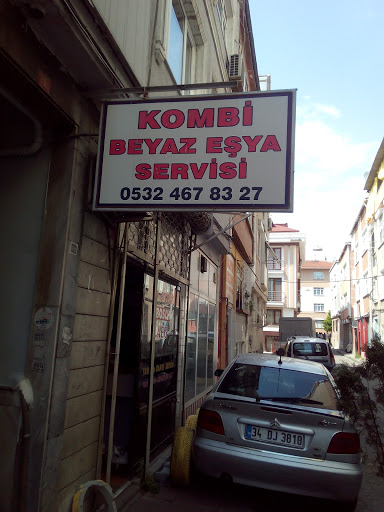 KOMBİ
BEYAZ EŞYA
SERVİSİ
0532 467 83 27
34 DJ 3818